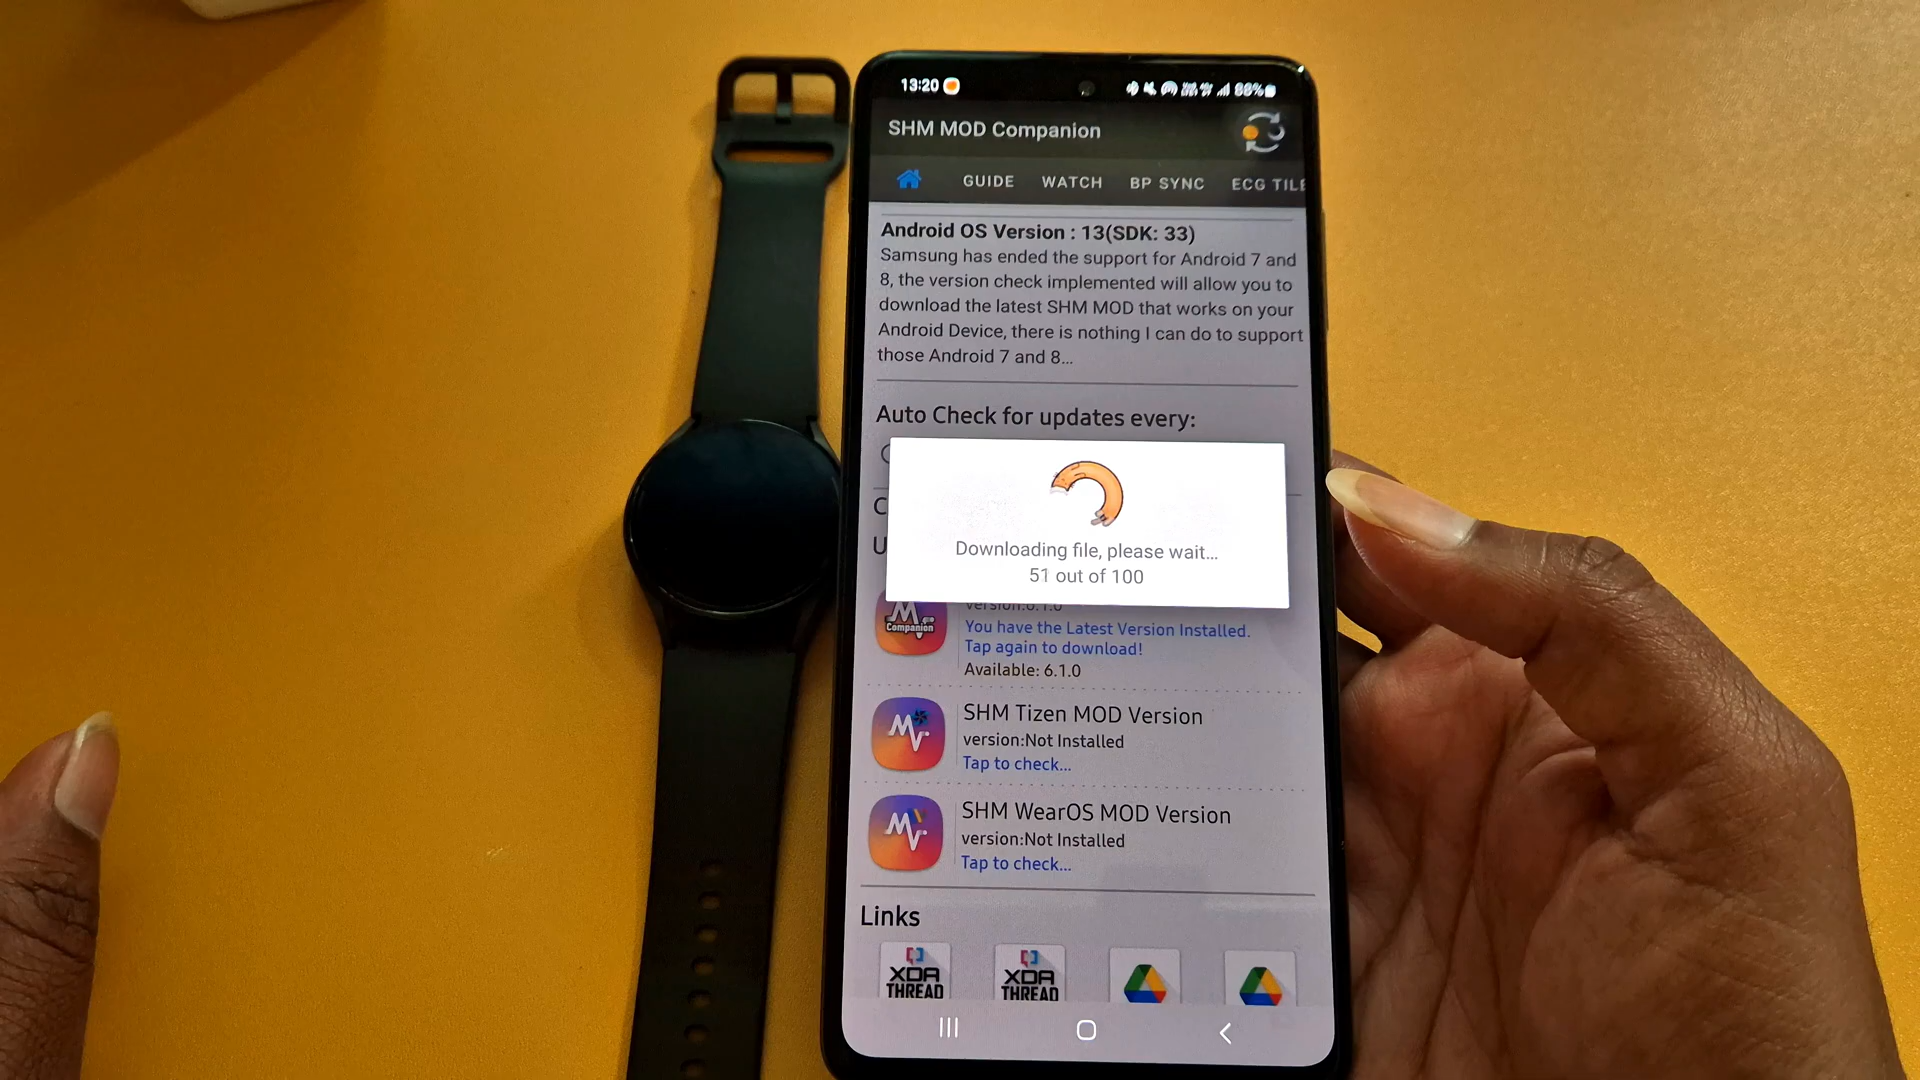 13:20
88%
SHM MOD Companion
GUIDE WATCH BP SYNC ECG TILE
Android OS Version : 13(SDK: 33)
Samsung has ended the support for Android 7 and
8, the version check implemented will allow you to
download the latest SHM MOD that works on your
Android Device, there is nothing I can do to support
those Android 7 and 8...
Auto Check for updates every:
C
U
Downloading file, please wait...
51 out of 100
version:6.1.0
Companion
You have the Latest Version Installed.
Tap again to download!
Available: 6.1.0
SHM Tizen MOD Version
version:Not Installed
Tap to check...
SHM WearOS MOD Version
version:Not Installed
Tap to check...
Links
XDA
THREAD
XDA
THREAD